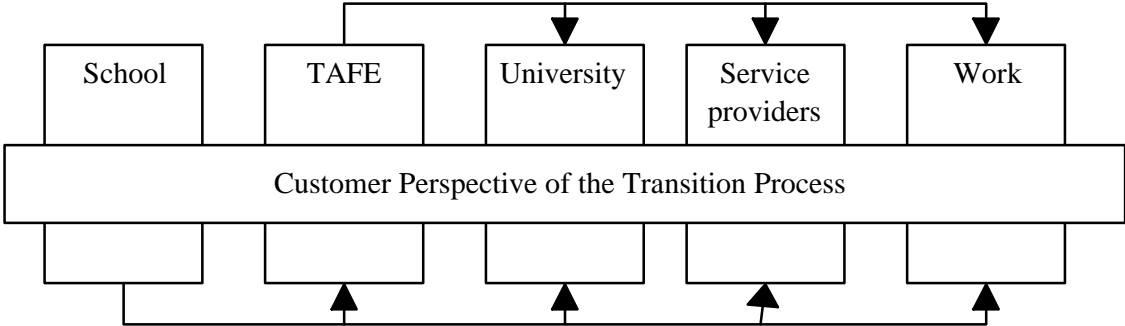 School
TAFE
University
Service
providers
Work
Customer Perspective of the Transition Process